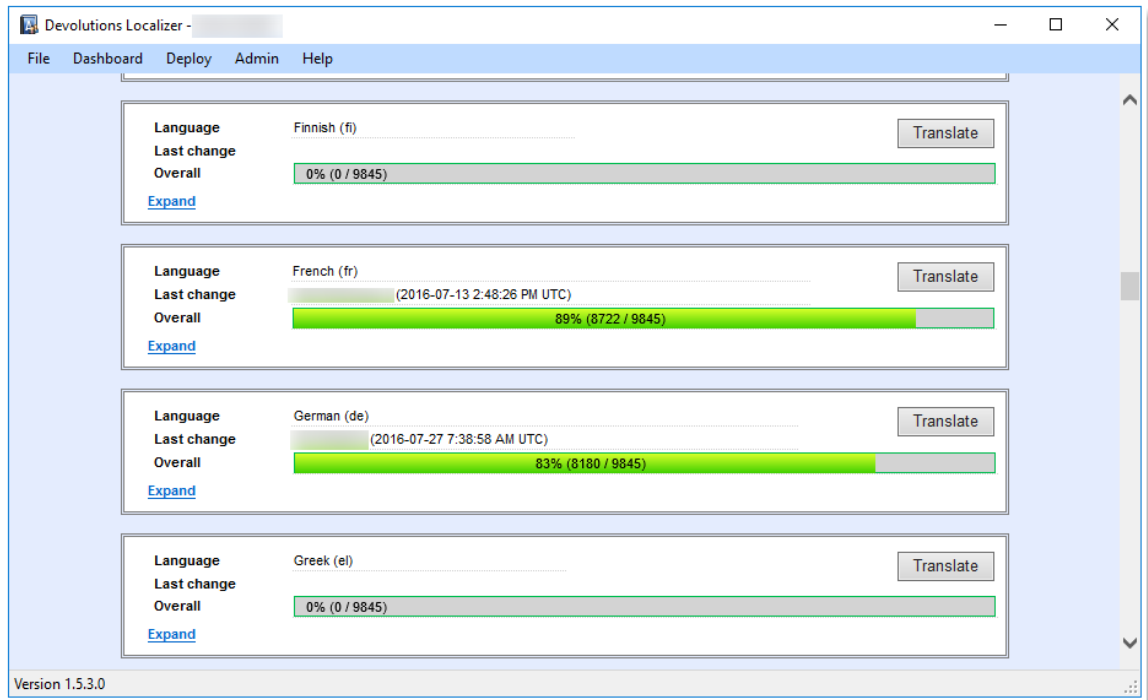 Devolutions Localizer -
File Dashboard Deploy Admin Help
Language Finnish (fi) Translate
Last change
Overall 0% (0 / 9845)
Expand
Language French (fr) Translate
Last change (2016-07-13 2:48:26 PM UTC)
Overall 89% (8722 / 9845)
Expand
Language German (de) Translate
Last change (2016-07-27 7:38:58 AM UTC)
Overall 83% (8180 / 9845)
Expand
Language Greek (el) Translate
Last change
Overall 0% (0 / 9845)
Expand
Version 1.5.3.0